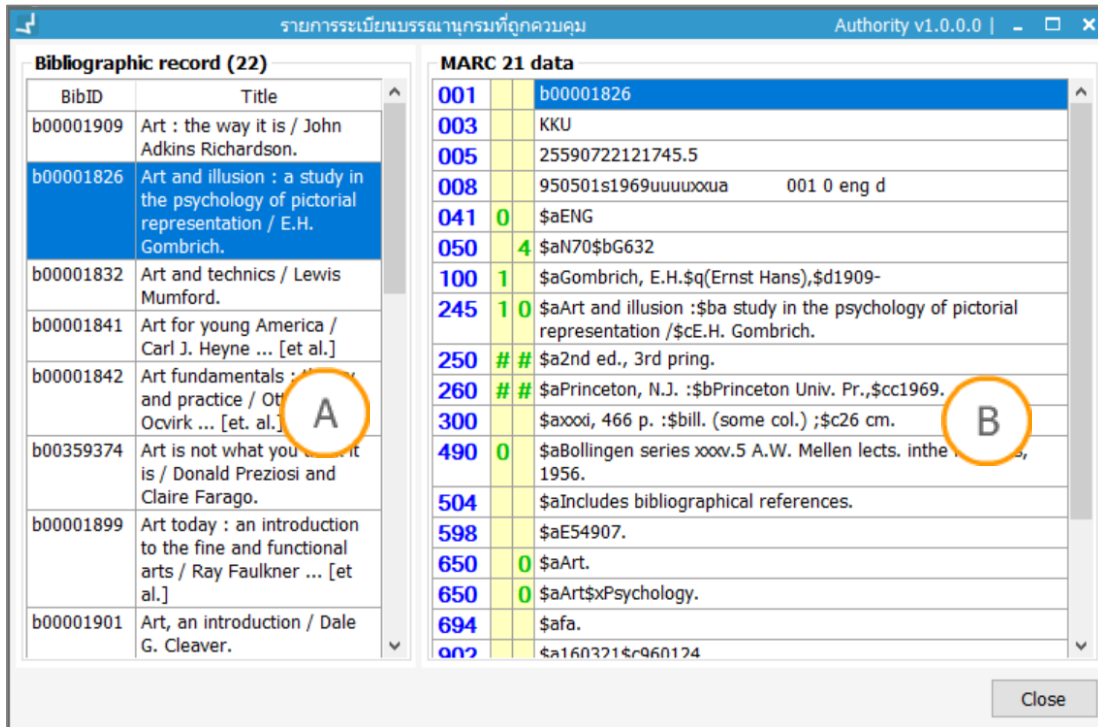 รายการระเบียนบรรณานุกรมที่ถูกควบคุม Authority v1.0.0.0 |
Bibliographic record (22)
BibID Title
b00001909 Art : the way it is / John
Adkins Richardson.
b00001826 Art and illusion : a study in
the psychology of pictorial
representation / E.H.
Gombrich.
b00001832 Art and technics / Lewis
Mumford.
b00001841 Art for young America /
Carl J. Heyne ... [et al.]
b00001842 Art fundamentals :
and practice /
Ocvirk ... [et. al.]
A
b00359374 Art is not what you it
is / Donald Preziosi and
Claire Farago.
b00001899 Art today : an introduction
to the fine and functional
arts / Ray Faulkner ... [et
al.]
b00001901 Art, an introduction / Dale
G. Cleaver.
MARC 21 data
001 b00001826
003 KKU
005 25590722121745.5
008 950501s1969uuuuxxua 001 0 eng d
041 0 $aENG
050 4 $aN70$bG632
100 1 $aGombrich, E.H.$q(Ernst Hans),$d1909-
245 1 0 $aArt and illusion :$ba study in the psychology of pictorial
representation /$cE.H. Gombrich.
250 # # $a2nd ed., 3rd pring.
260 # # $aPrinceton, N.J. :$bPrinceton Univ. Pr.,$cc1969.
300 $axxxi, 466 p. :$bill. (some col.) ;$c26 cm.
B
490 0 $aBollingen series xxxv.5 A.W. Mellen lects. inthe
1956.
504 $aIncludes bibliographical references.
598 $aE54907.
650 0 $aArt.
650 0 $aArt$xPsychology.
694 $afa.
902 $a160321$c960124
Close